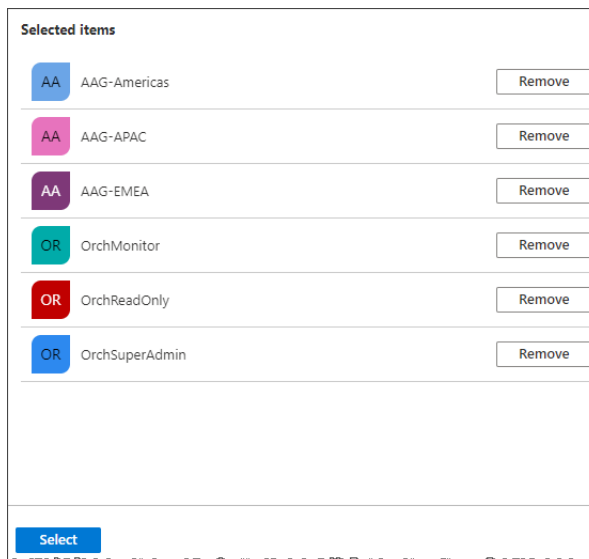 Selected items
AA AAG-Americas Remove
AA AAG-APAC Remove
AA AAG-EMEA Remove
OR OrchMonitor Remove
OR OrchReadOnly Remove
OR OrchSuperAdmin Remove
Select